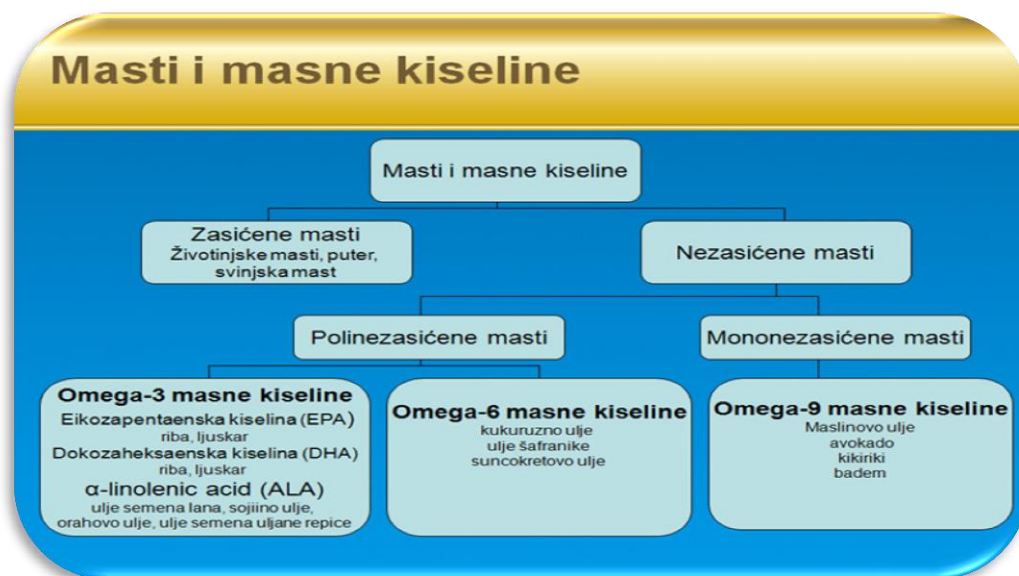 Masti i masne kiseline
Masti i masne kiseline
Zasićene masti
Životinjske masti, puter,
svinjska mast
Nezasićene masti
Polinezasićene masti
Mononezasićene masti
Omega-3 masne kiseline
Eikozapentaenska kiselina (EPA)
riba, ljuskar
Dokozaheksaenska kiselina (DHA)
riba, ljuskar
α-linolenic acid (ALA)
ulje semena lana, sojiino ulje,
orahovo ulje, ulje semena uljane repice
Omega-6 masne kiseline
kukuruzno ulje
ulje šafranike
suncokretovo ulje
Omega-9 masne kiseline
Maslinovo ulje
avokado
kikiriki
badem